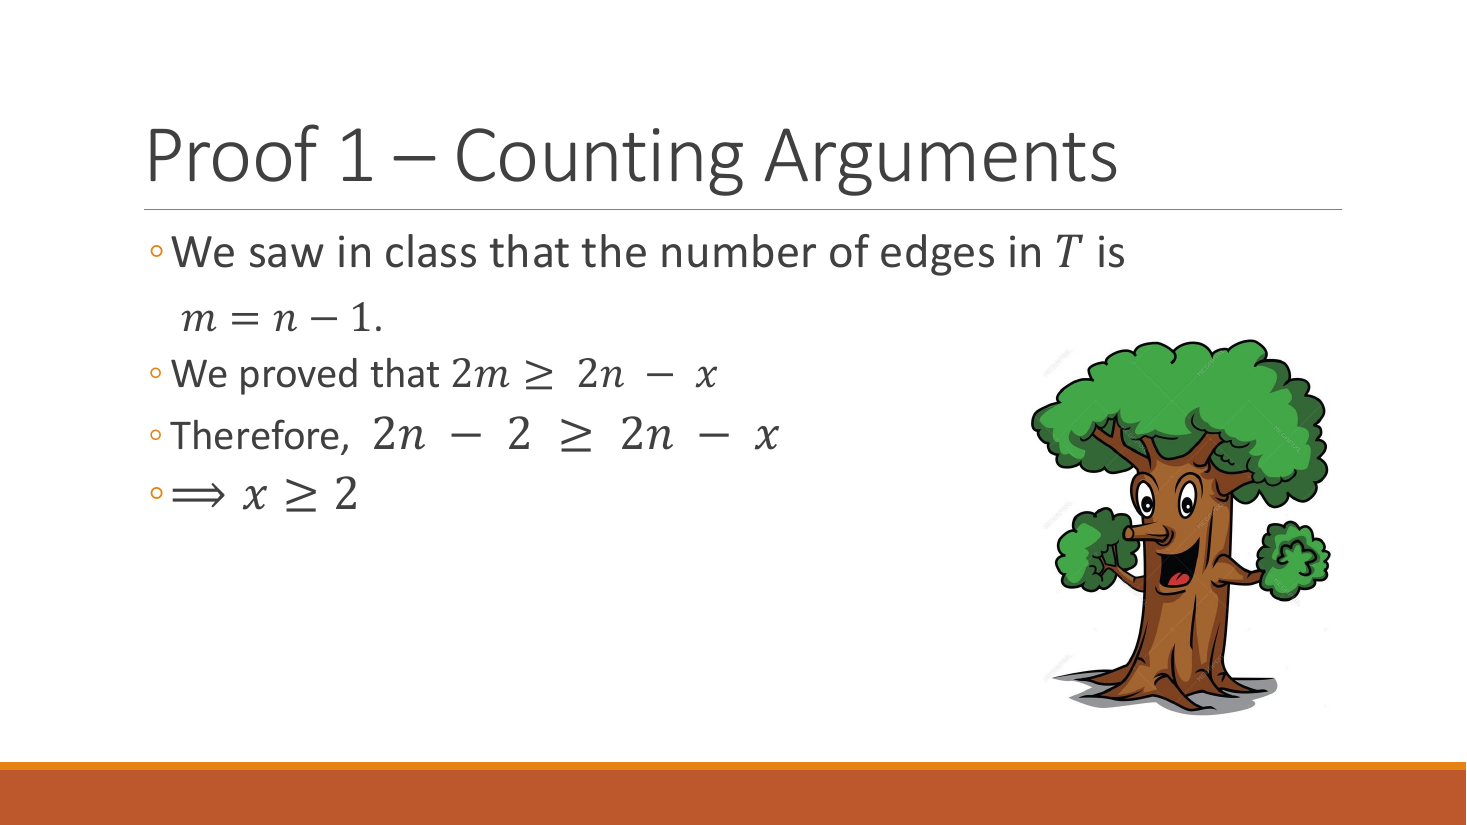 Proof 1 – Counting Arguments
◦We saw in class that the number of edges in 𝑇 is
𝑚 = 𝑛 − 1.
◦We proved that 2𝑚 ≥ 2𝑛 − 𝑥
◦Therefore, 2𝑛 − 2 ≥ 2𝑛 − 𝑥
◦⟹ 𝑥 ≥ 2